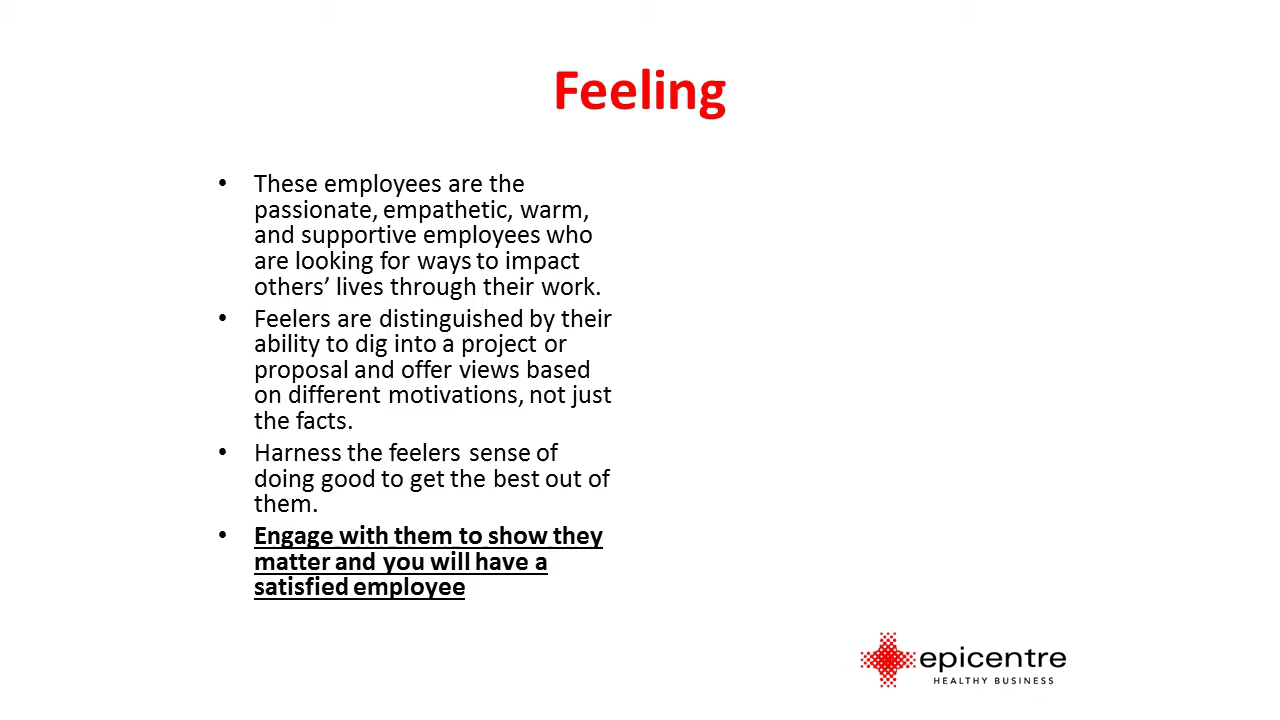 Feeling
• These employees are the
passionate, empathetic, warm,
and supportive employees who
are looking for ways to impact
others’ lives through their work.
• Feelers are distinguished by their
ability to dig into a project or
proposal and offer views based
on different motivations, not just
the facts.
• Harness the feelers sense of
doing good to get the best out of
them.
• Engage with them to show they
matter and you will have a
satisfied employee
epicentre
HEALTHY BUSINESS